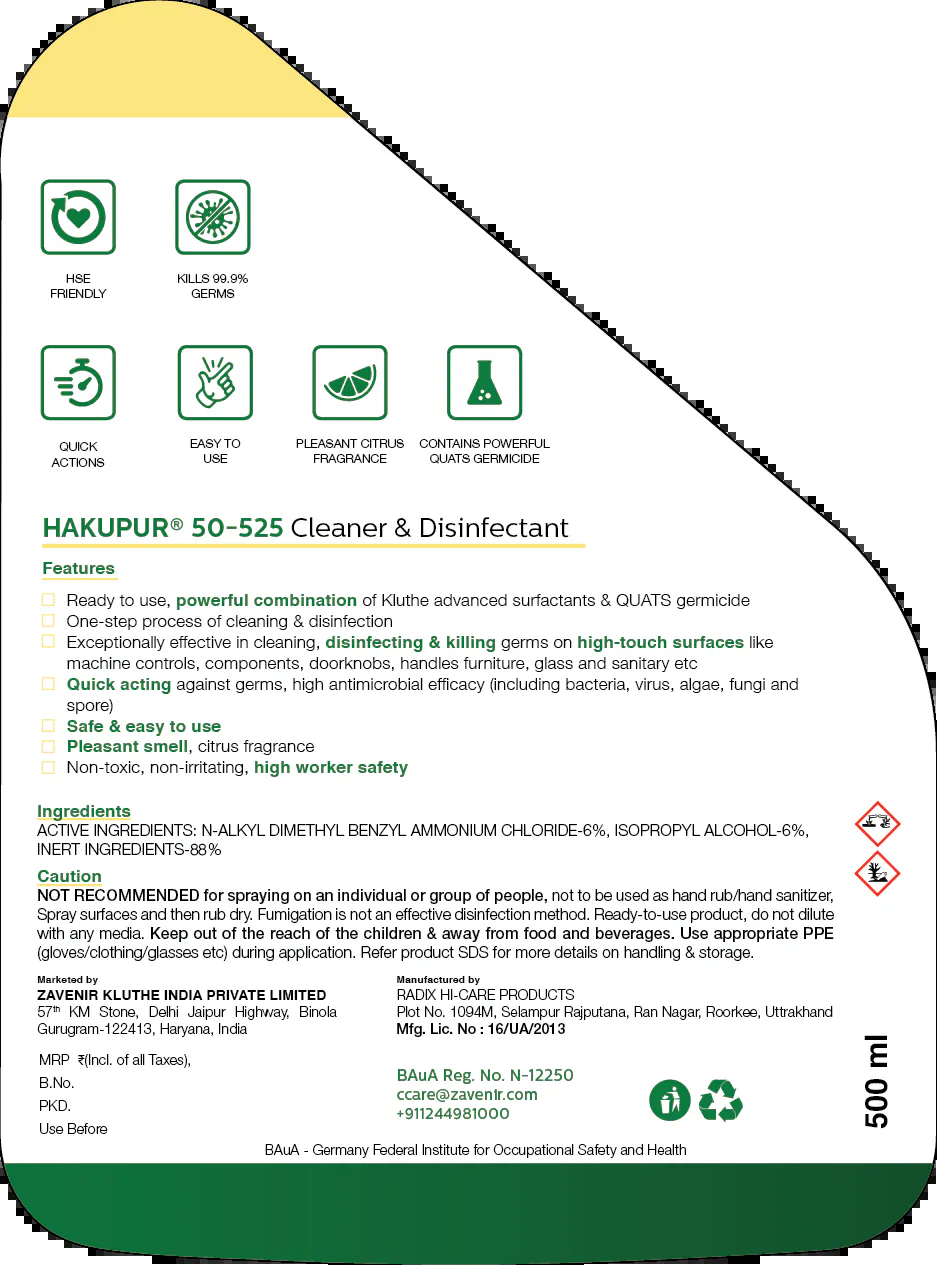 HSE
FRIENDLY
KILLS 99.9%
GERMS
QUICK
ACTIONS
EASY TO
USE
PLEASANT CITRUS
FRAGRANCE
CONTAINS POWERFUL
QUATS GERMICIDE
HAKUPUR® 50-525 Cleaner & Disinfectant
Features
Ready to use, powerful combination of Kluthe advanced surfactants & QUATS germicide
One-step process of cleaning & disinfection
Exceptionally effective in cleaning, disinfecting & killing germs on high-touch surfaces like
machine controls, components, doorknobs, handles furniture, glass and sanitary etc
Quick acting against germs, high antimicrobial efficacy (including bacteria, virus, algae, fungi and
spore)
Safe & easy to use
Pleasant smell, citrus fragrance
Non-toxic, non-irritating, high worker safety
Ingredients
ACTIVE INGREDIENTS: N-ALKYL DIMETHYL BENZYL AMMONIUM CHLORIDE-6%, ISOPROPYL ALCOHOL-6%,
INERT INGREDIENTS-88%
Caution
NOT RECOMMENDED for spraying on an individual or group of people, not to be used as hand rub/hand sanitizer,
Spray surfaces and then rub dry. Fumigation is not an effective disinfection method. Ready-to-use product, do not dilute
with any media. Keep out of the reach of the children & away from food and beverages. Use appropriate PPE
(gloves/clothing/glasses etc) during application. Refer product SDS for more details on handling & storage.
Marketed by
ZAVENIR KLUTHE INDIA PRIVATE LIMITED
57th KM Stone, Delhi Jaipur Highway, Binola
Gurugram-122413, Haryana, India
Manufactured by
RADIX HI-CARE PRODUCTS
Plot No. 1094M, Selampur Rajputana, Ran Nagar, Roorkee, Uttrakhand
Mfg. Lic. No : 16/UA/2013
MRP ₹(Incl. of all Taxes),
B.No.
PKD.
Use Before
BAuA Reg. No. N-12250
ccare@zavenir.com
+911244981000
500 ml
BAuA - Germany Federal Institute for Occupational Safety and Health